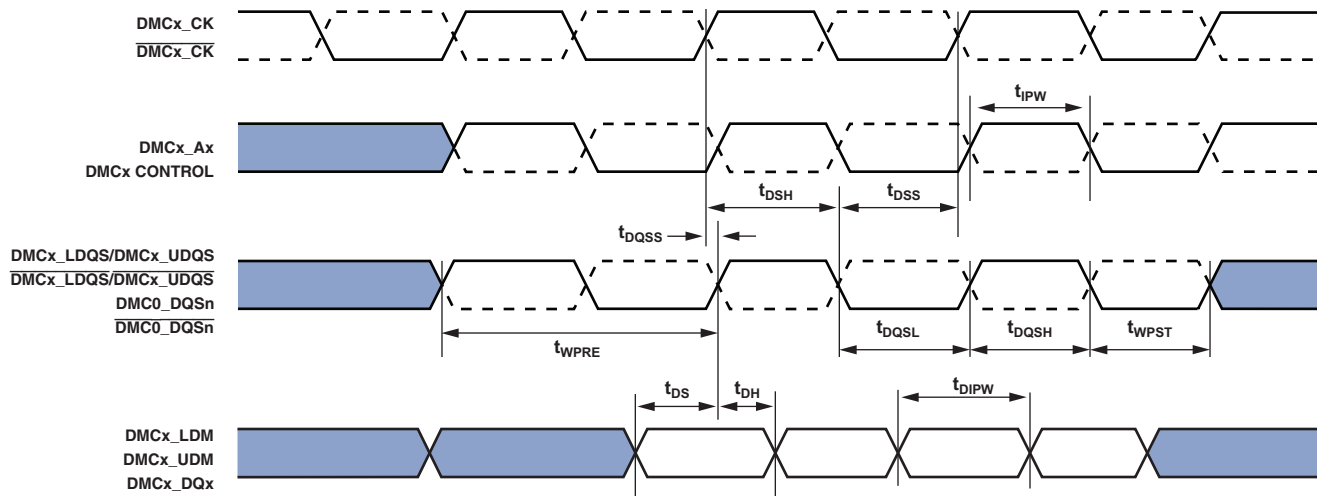 DMCx_CK
DMCx_CK
tIPW
DMCx_Ax
DMCx CONTROL
tDSH
tDSS
tDQSS
DMCx_LDQS/DMCx_UDQS
DMCx_LDQS/DMCx_UDQS
DMC0_DQSn
DMC0_DQSn
tDQSL
tDQSH
tWPST
tWPRE
tDS
tDH
tDIPW
DMCx_LDM
DMCx_UDM
DMCx_DQx